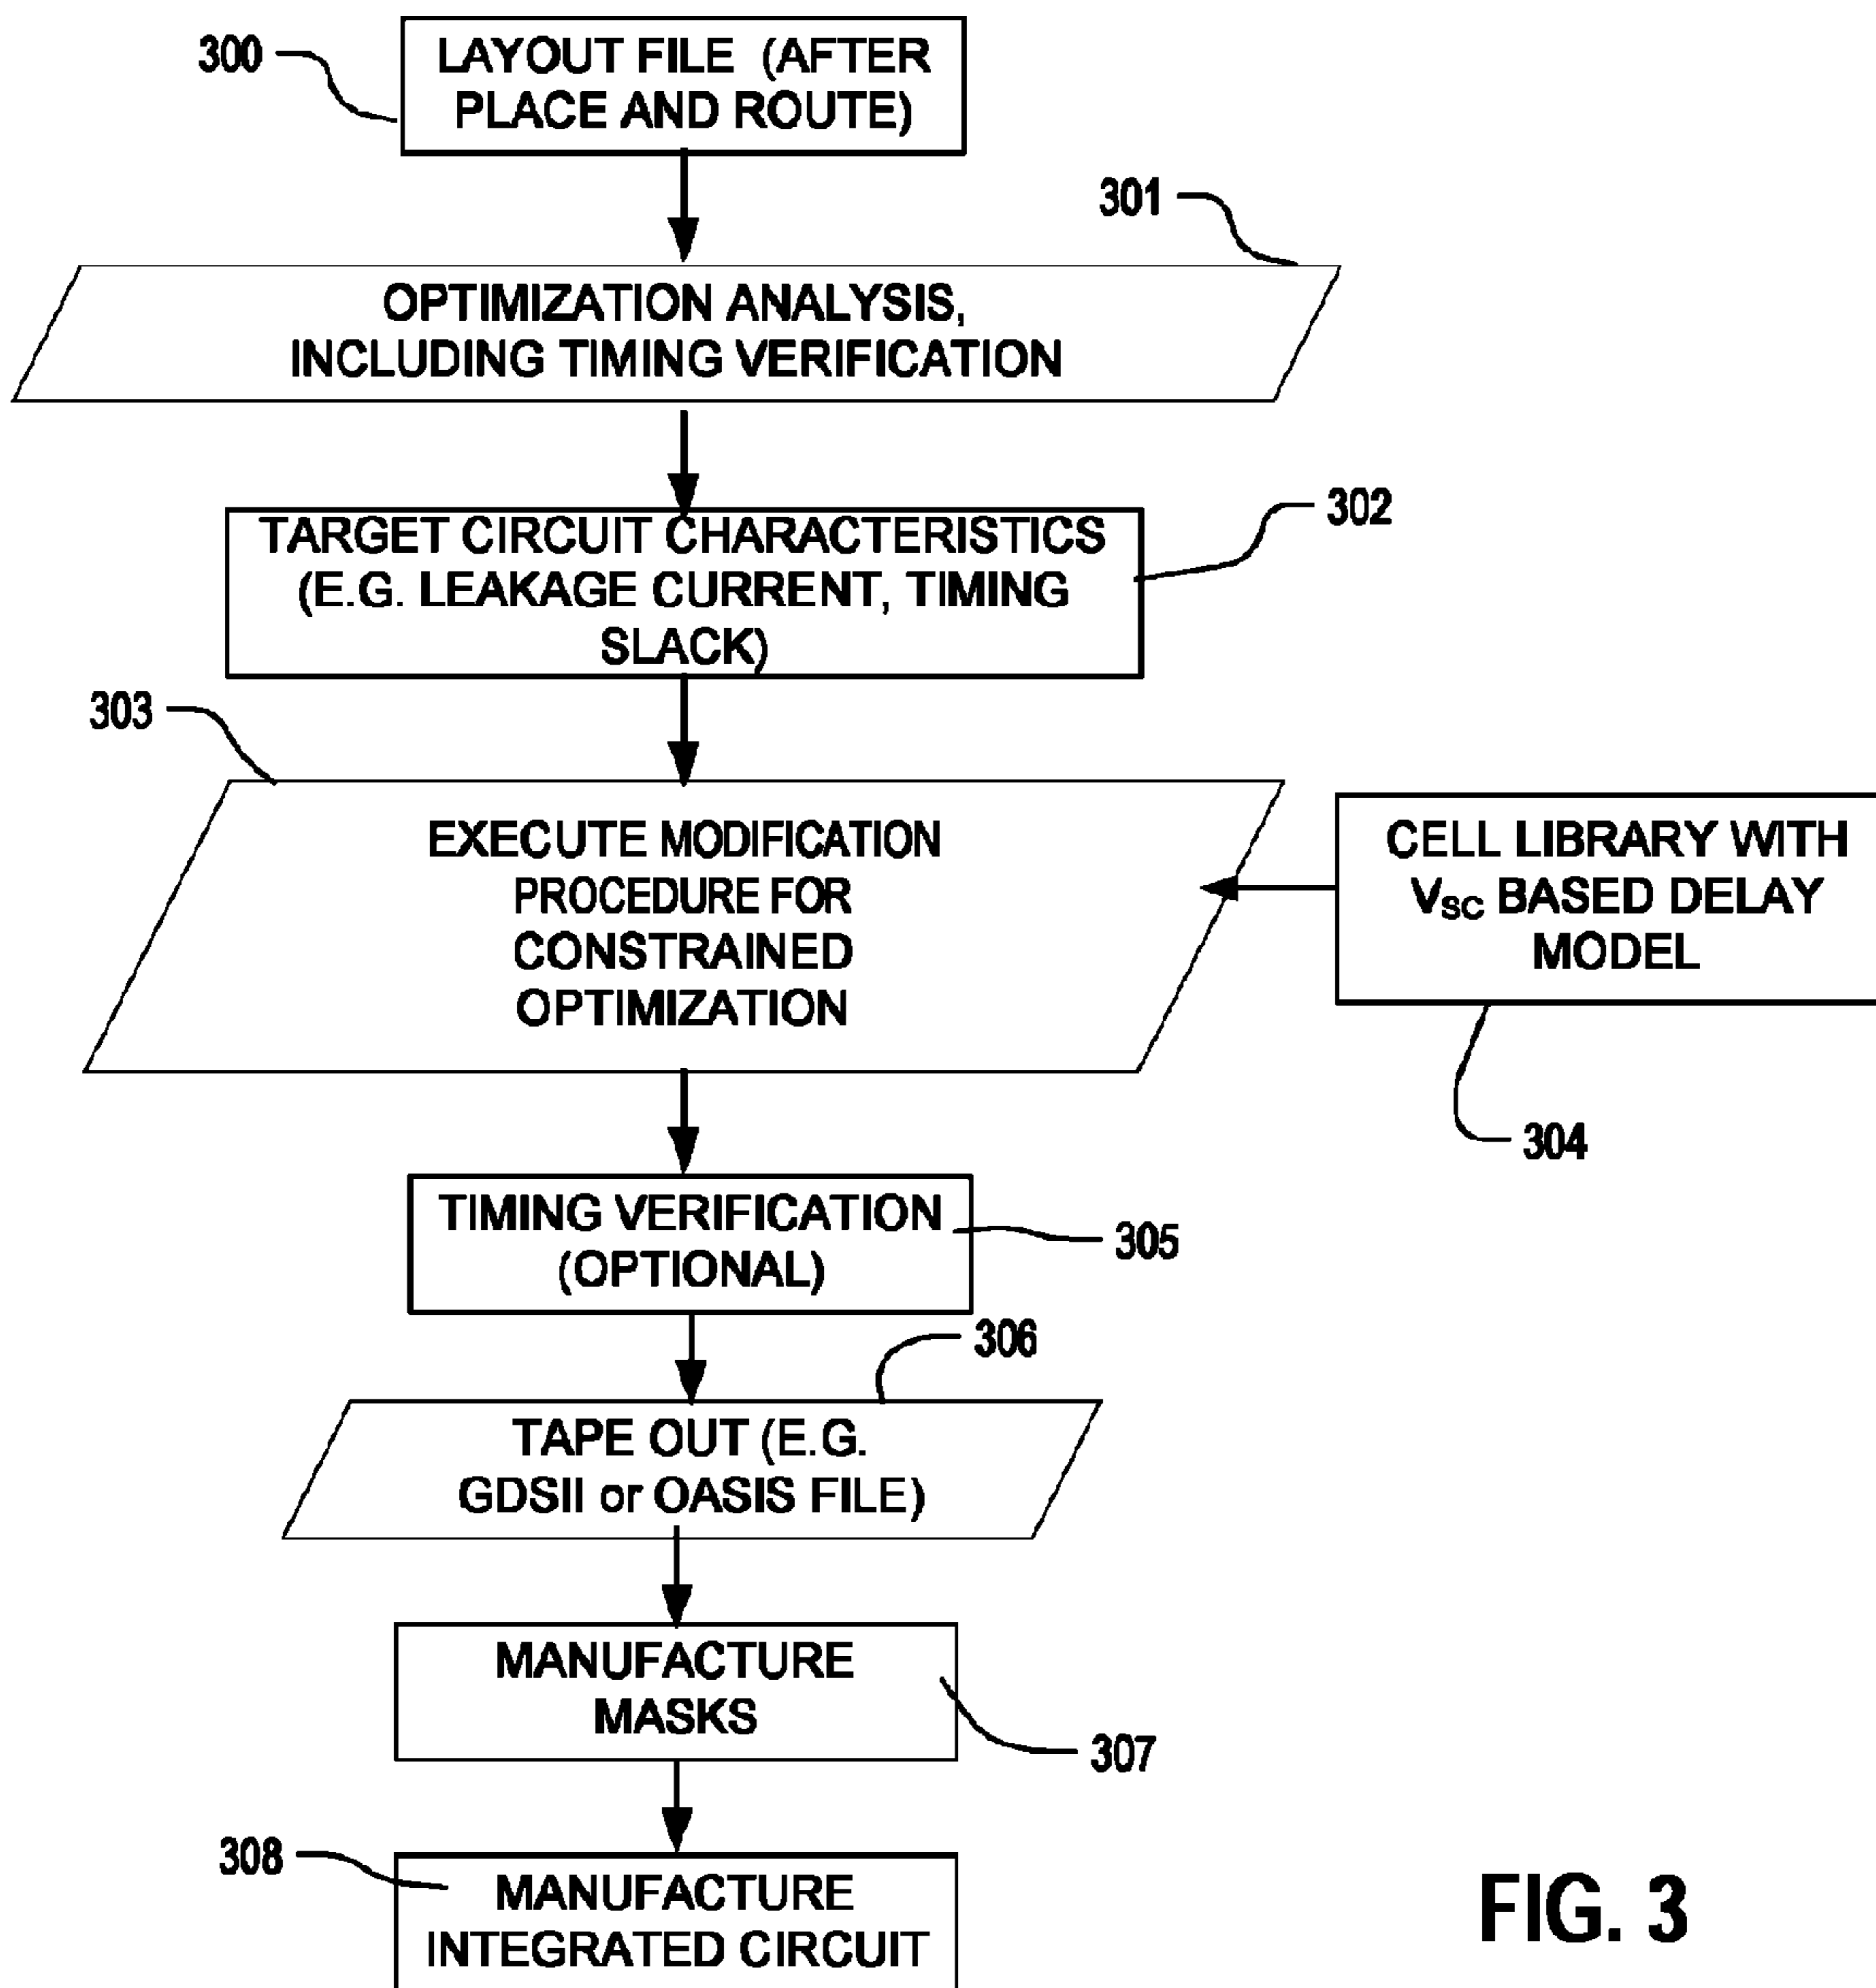 300
LAYOUT FILE (AFTER
PLACE AND ROUTE)
301
OPTIMIZATION ANALYSIS,
INCLUDING TIMING VERIFICATION
302
TARGET CIRCUIT CHARACTERISTICS
(E.G. LEAKAGE CURRENT, TIMING
SLACK)
303
EXECUTE MODIFICATION
PROCEDURE FOR
CONSTRAINED
OPTIMIZATION
CELL LIBRARY WITH
VSC BASED DELAY
MODEL
304
TIMING VERIFICATION
(OPTIONAL)
305
306
TAPE OUT (E.G.
GDSII or OASIS FILE)
MANUFACTURE
MASKS
307
308
MANUFACTURE
INTEGRATED CIRCUIT
FIG. 3